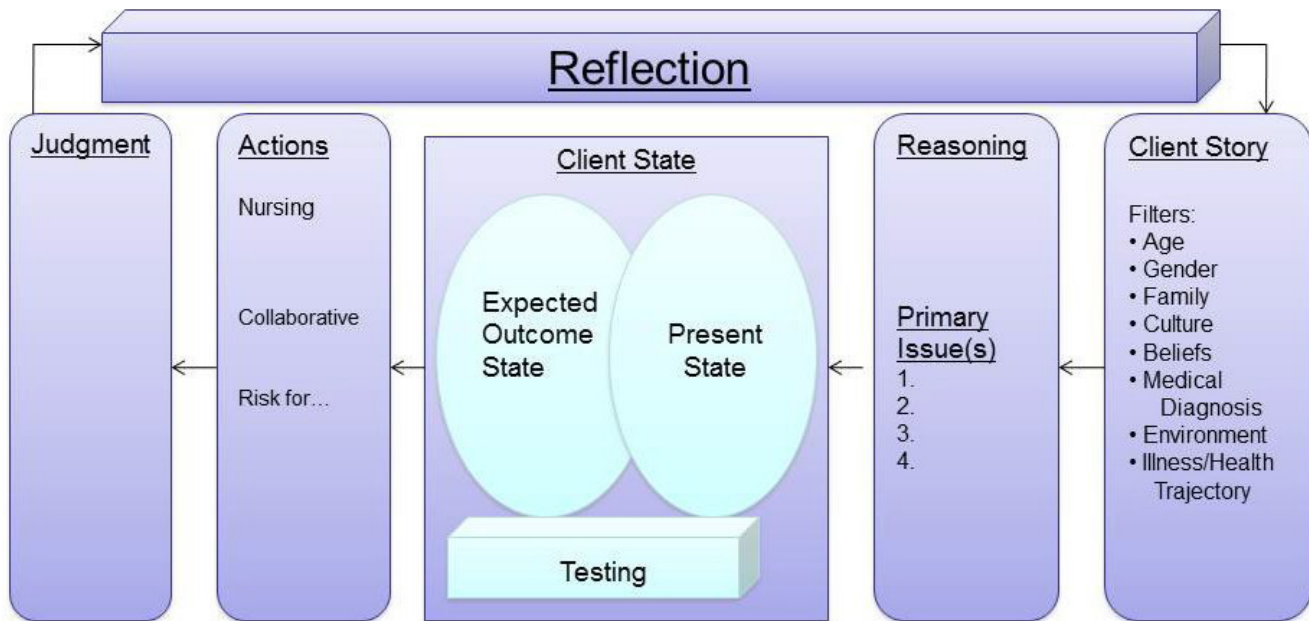 Reflection
Judgment
Actions
Nursing
Collaborative
Risk for…
Client State
Expected
Outcome
State
Present
State
Testing
Reasoning
Primary
Issue(s)
1.
2.
3.
4.
Client Story
Filters:
• Age
• Gender
• Family
• Culture
• Beliefs
• Medical
Diagnosis
• Environment
• Illness/Health
Trajectory